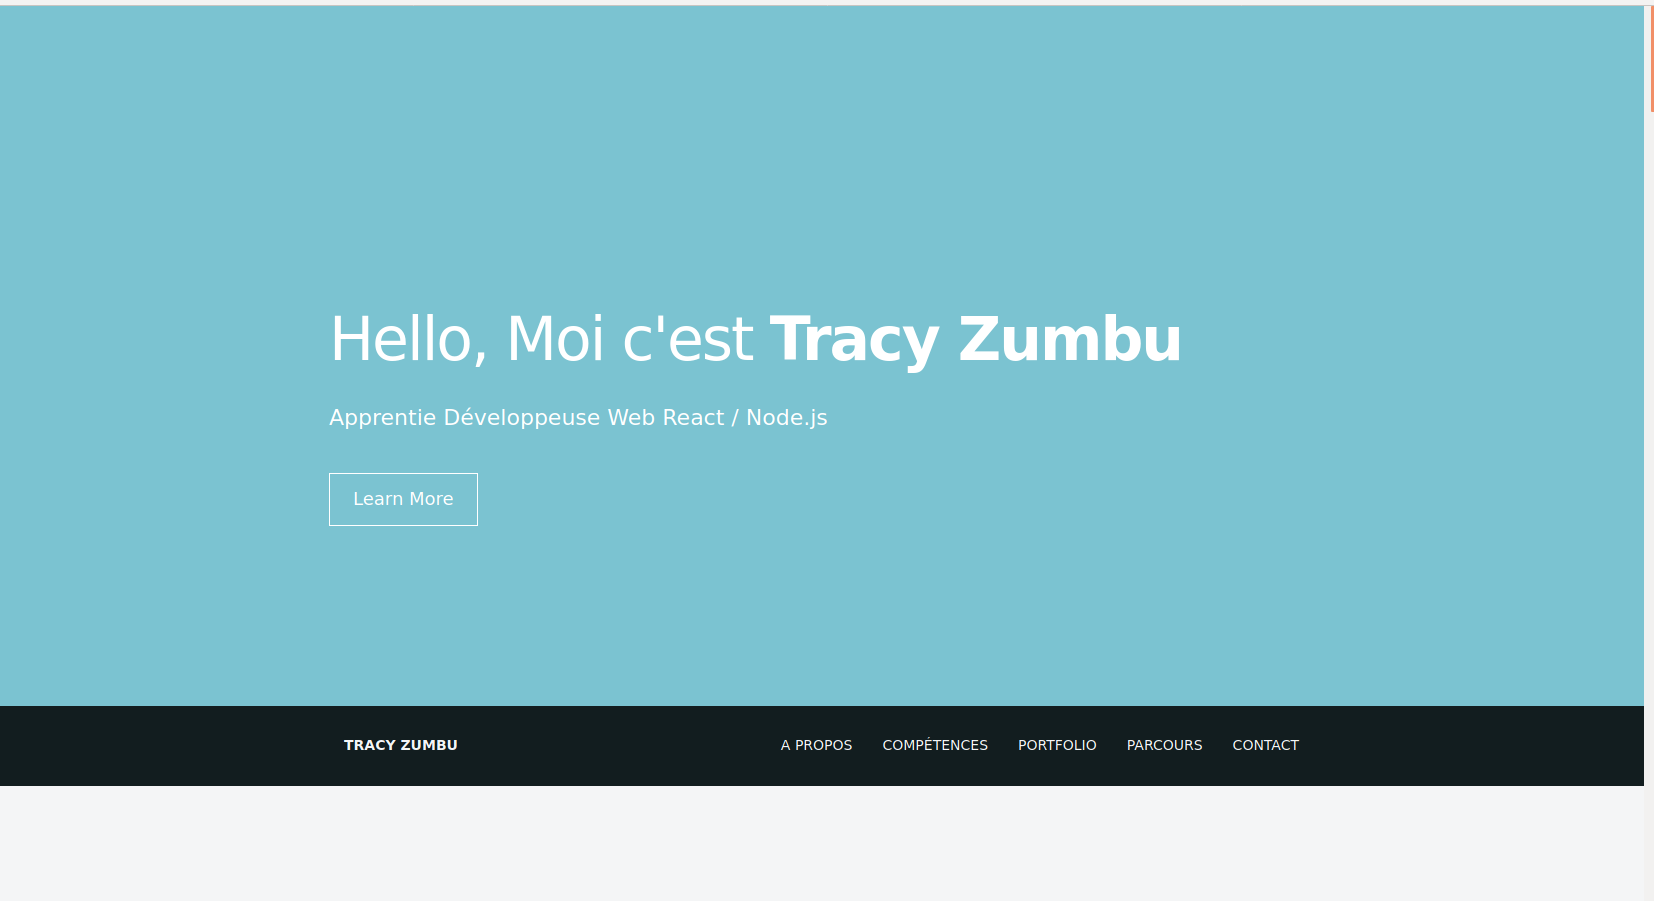 Hello, Moi c'est Tracy Zumbu
Apprentie Développeuse Web React / Node.js
Learn More
TRACY ZUMBU A PROPOS COMPÉTENCES PORTFOLIO PARCOURS CONTACT